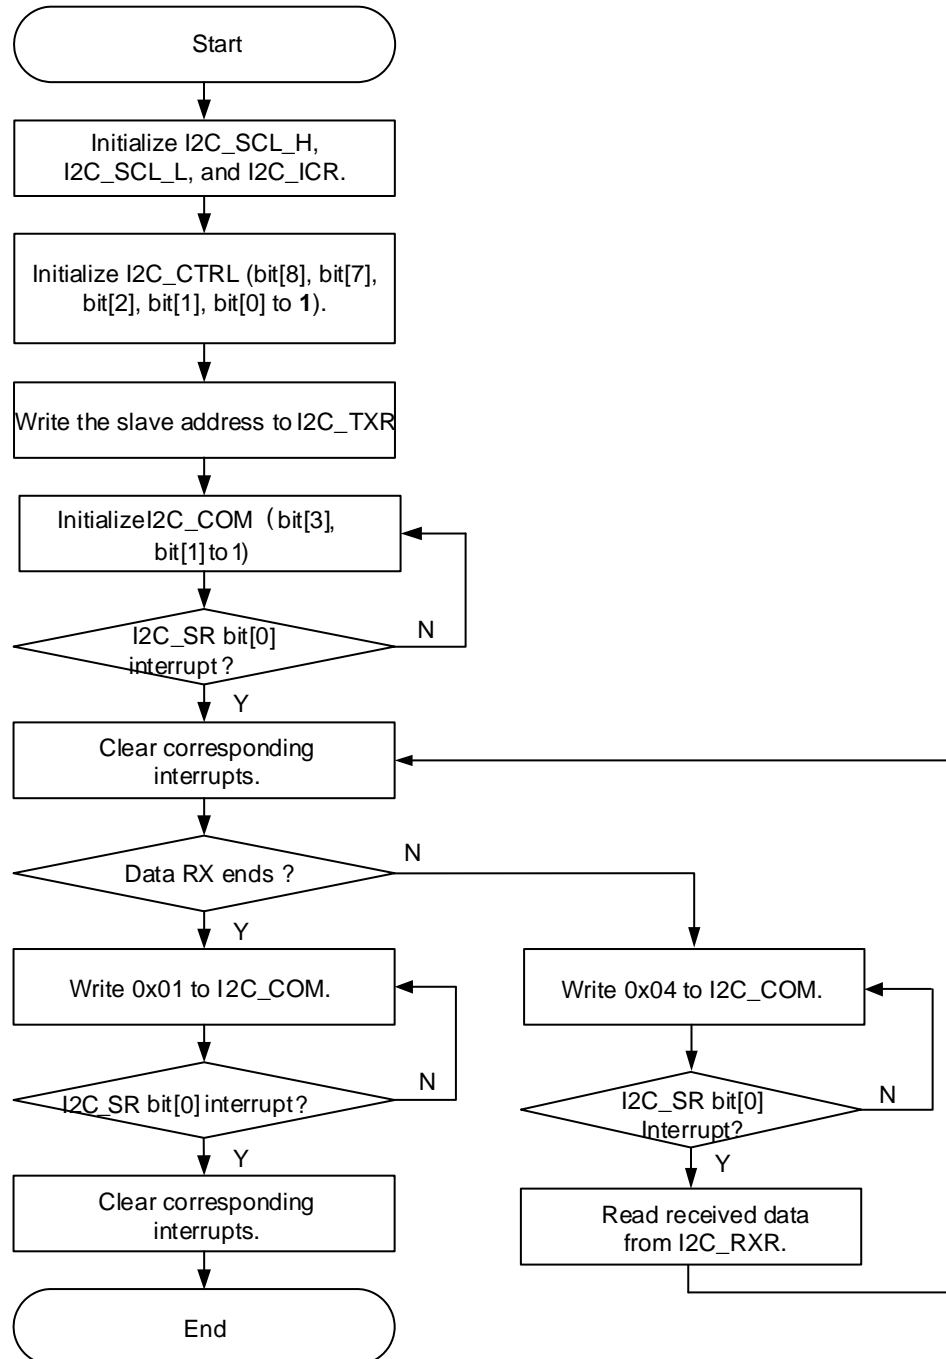 Start
Initialize I2C_SCL_H,
I2C_SCL_L, and I2C_ICR.
Initialize I2C_CTRL (bit[8], bit[7],
bit[2], bit[1], bit[0] to 1).
Write the slave address to I2C_TXR
InitializeI2C_COM（bit[3],
bit[1] to 1)
I2C_SR bit[0]
interrupt ?
N
Y
Clear corresponding
interrupts.
Data RX ends ?
N
Y
Write 0x01 to I2C_COM.
I2C_SR bit[0] interrupt?
N
Y
Clear corresponding
interrupts.
End
Write 0x04 to I2C_COM.
I2C_SR bit[0]
Interrupt?
N
Y
Read received data
from I2C_RXR.